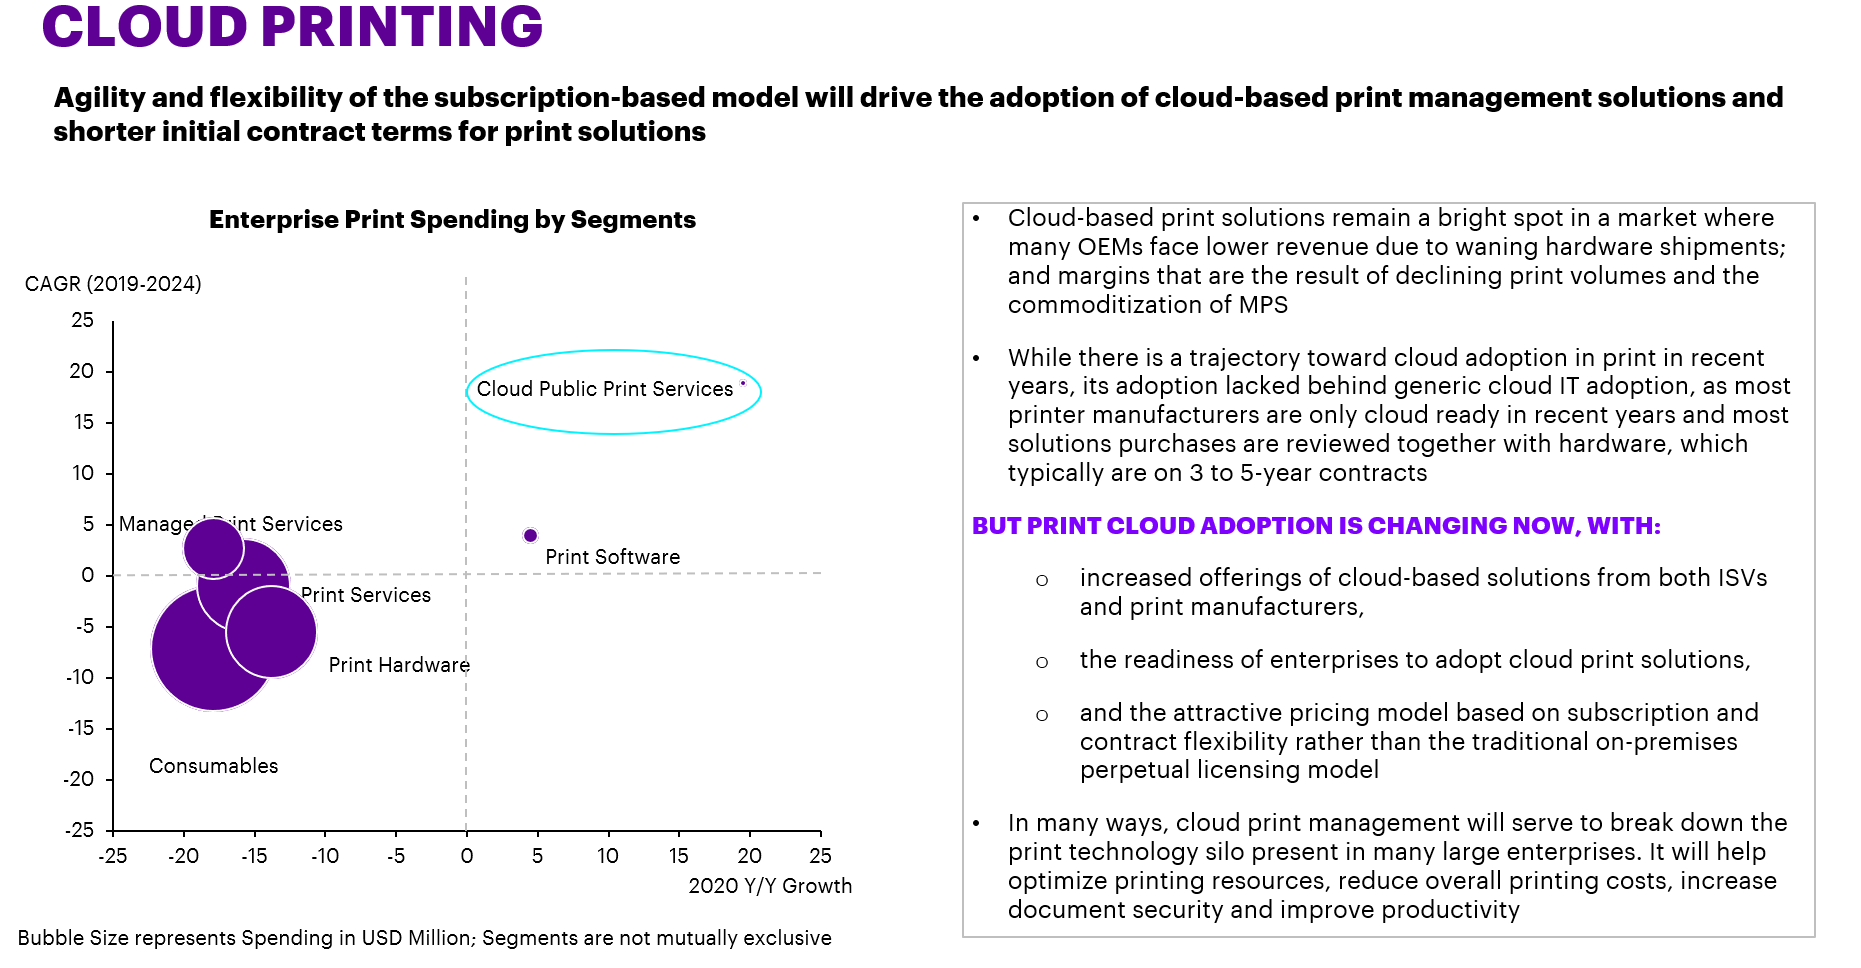 CLOUD PRINTING
Agility and flexibility of the subscription-based model will drive the adoption of cloud-based print management solutions and
shorter initial contract terms for print solutions
Enterprise Print Spending by Segments
CAGR (2019-2024)
25
20
15
10
5
0
-5
-10
-15
-20
-25
Cloud Public Print Services
Managed Print Services
Print Software
Print Services
Print Hardware
Consumables
-25 -20 -15 -10 -5 0 5 10 15 20 25
2020 Y/Y Growth
Bubble Size represents Spending in USD Million; Segments are not mutually exclusive
• Cloud-based print solutions remain a bright spot in a market where
many OEMs face lower revenue due to waning hardware shipments;
and margins that are the result of declining print volumes and the
commoditization of MPS
• While there is a trajectory toward cloud adoption in print in recent
years, its adoption lacked behind generic cloud IT adoption, as most
printer manufacturers are only cloud ready in recent years and most
solutions purchases are reviewed together with hardware, which
typically are on 3 to 5-year contracts
BUT PRINT CLOUD ADOPTION IS CHANGING NOW, WITH:
o increased offerings of cloud-based solutions from both ISVs
and print manufacturers,
o the readiness of enterprises to adopt cloud print solutions,
o and the attractive pricing model based on subscription and
contract flexibility rather than the traditional on-premises
perpetual licensing model
• In many ways, cloud print management will serve to break down the
print technology silo present in many large enterprises. It will help
optimize printing resources, reduce overall printing costs, increase
document security and improve productivity